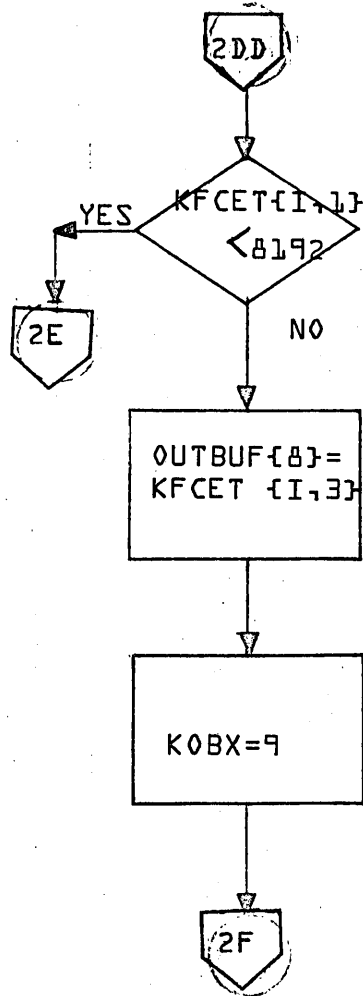 2DD
KFCET{I,1}
<8192
YES
2E
NO
OUTBUF{8}=
KFCET {I,3}
KOBX=9
2F